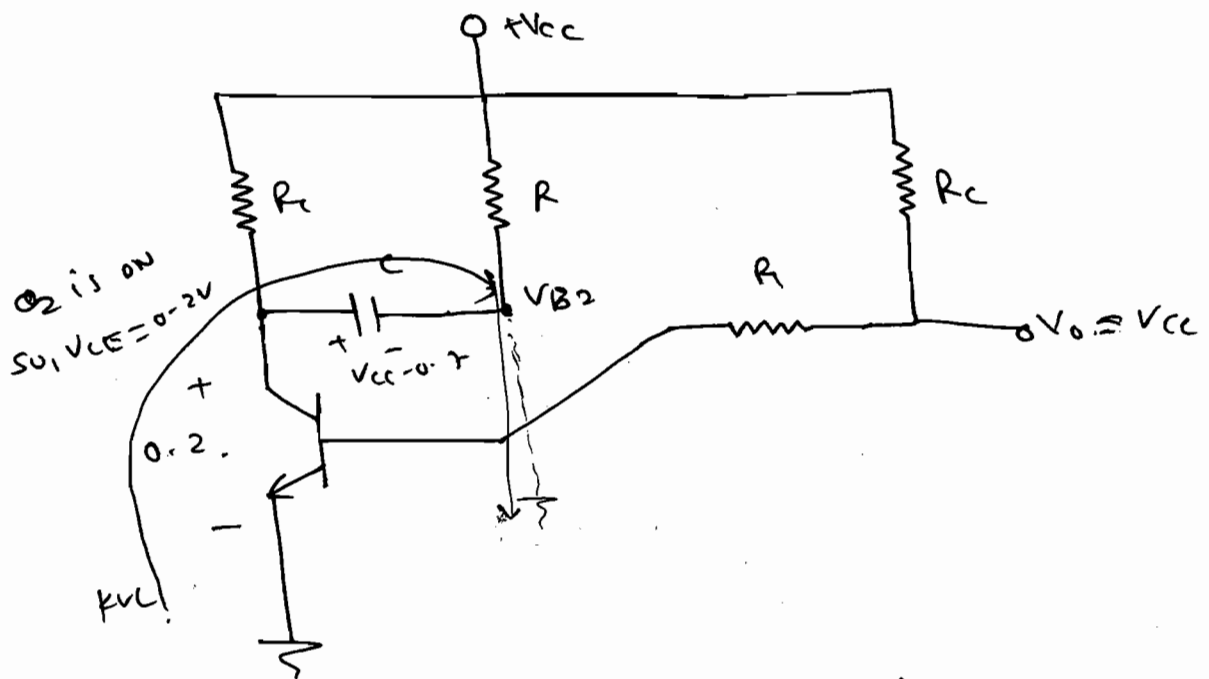 +Vcc
Rc
R
Rc
R1
C
VB2
Q2 is on
so, VCE=0.2V
+ -
Vcc-0.7
Vo ≅ Vcc
+
0.2.
-
KVL